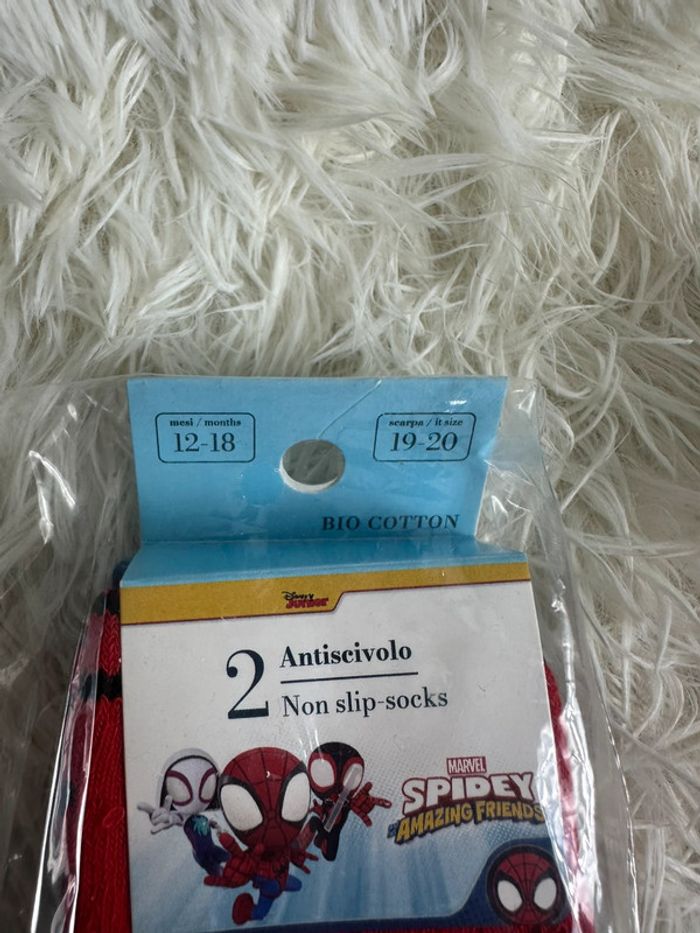 mesi / months
12-18
scarpa / it size
19-20
BIO COTTON
Disney
JUNIOR
2 Antiscivolo
Non slip-socks
MARVEL
SPIDEY
AMAZING FRIENDS